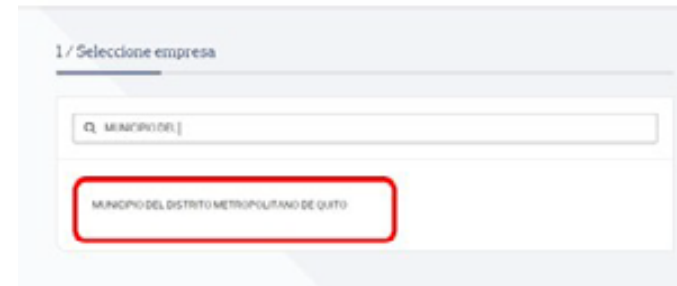 1 / Seleccione empresa
MUNICIPIO DEL
MUNICIPIO DEL DISTRITO METROPOLITANO DE QUITO